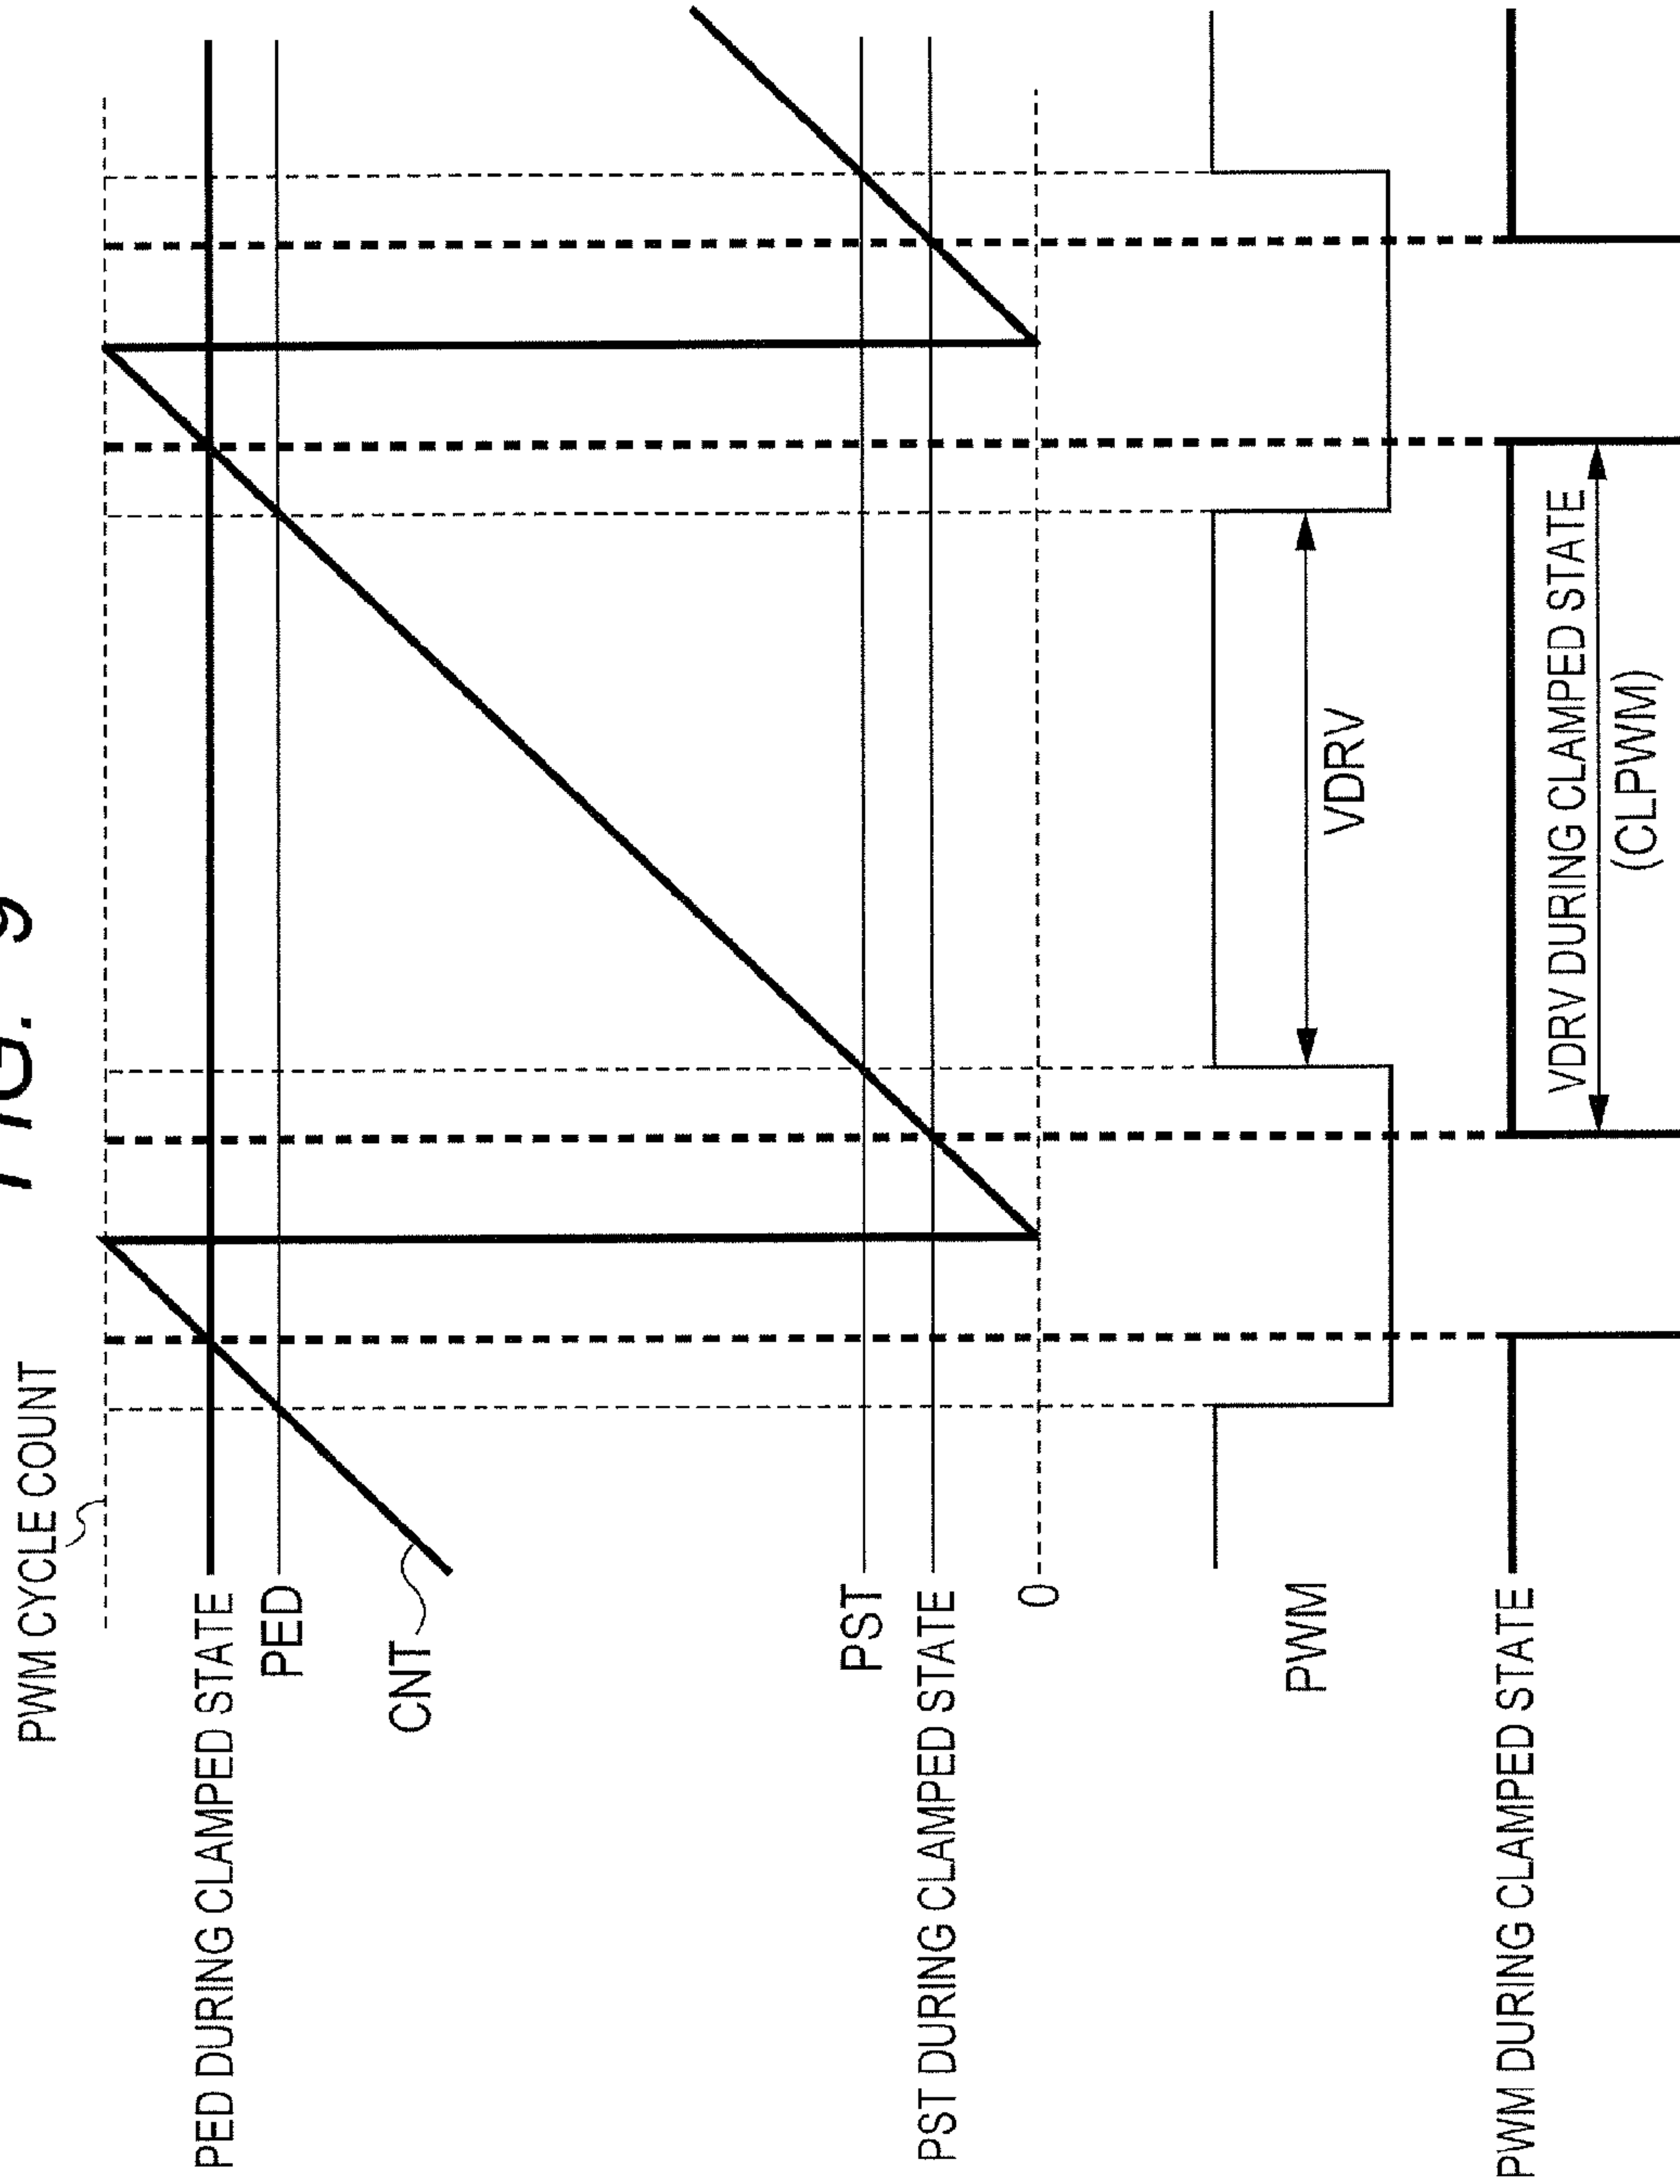 FIG. 9
PWM CYCLE COUNT
PED DURING CLAMPED STATE
PED
CNT
PST
PST DURING CLAMPED STATE
0
PWM
VDRV
PWM DURING CLAMPED STATE
VDRV DURING CLAMPED STATE
(CLPWM)